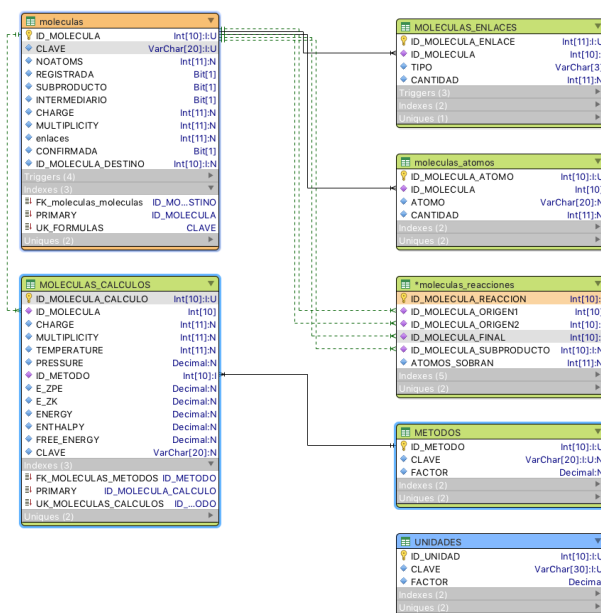 moleculas
ID_MOLECULA Int[10]:I:U
CLAVE VarChar[20]:I:U
NOATOMS Int[11]:N
REGISTRADA Bit[1]
SUBPRODUCTO Bit[1]
INTERMEDIARIO Bit[1]
CHARGE Int[11]:N
MULTIPLICITY Int[11]:N
enlaces Int[11]:N
CONFIRMADA Bit[1]
ID_MOLECULA_DESTINO Int[10]:I:N
Triggers (4)
Indexes (3)
FK_moleculas_moleculas ID_MO...STINO
PRIMARY ID_MOLECULA
UK_FORMULAS CLAVE
Uniques (2)
MOLECULAS_CALCULOS
ID_MOLECULA_CALCULO Int[10]:I:U
ID_MOLECULA Int[10]
CHARGE Int[11]:N
MULTIPLICITY Int[11]:N
TEMPERATURE Int[11]:N
PRESSURE Decimal:N
ID_METODO Int[10]:I
E_ZPE Decimal:N
E_ZK Decimal:N
ENERGY Decimal:N
ENTHALPY Decimal:N
FREE_ENERGY Decimal:N
CLAVE VarChar[20]:N
Indexes (3)
FK_MOLECULAS_METODOS ID_METODO
PRIMARY ID_MOLECULA_CALCULO
UK_MOLECULAS_CALCULOS ID_...ODO
Uniques (2)
MOLECULAS_ENLACES
ID_MOLECULA_ENLACE Int[11]:I:U
ID_MOLECULA Int[10]:
TIPO VarChar[3]
CANTIDAD Int[11]:N
Triggers (3)
Indexes (2)
Uniques (1)
moleculas_atomos
ID_MOLECULA_ATOMO Int[10]:I:U
ID_MOLECULA Int[10]
ATOMO VarChar[20]:N
CANTIDAD Int[11]:N
Indexes (2)
Uniques (2)
*moleculas_reacciones
ID_MOLECULA_REACCION Int[10]:
ID_MOLECULA_ORIGEN1 Int[10]
ID_MOLECULA_ORIGEN2 Int[10]:
ID_MOLECULA_FINAL Int[10]:
ID_MOLECULA_SUBPRODUCTO Int[10]:I:N
ATOMOS_SOBRAN Int[11]:N
Indexes (5)
Uniques (2)
METODOS
ID_METODO Int[10]:I:U
CLAVE VarChar[20]:I:U:N
FACTOR Decimal:N
Indexes (2)
Uniques (2)
UNIDADES
ID_UNIDAD Int[10]:I:U
CLAVE VarChar[30]:I:U
FACTOR Decimal
Indexes (2)
Uniques (2)